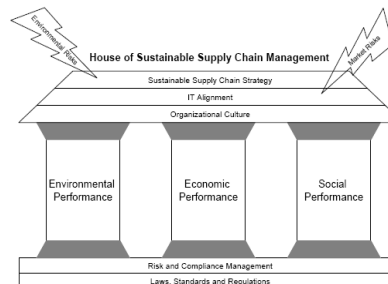 Environmental Risks
Market Risks
House of Sustainable Supply Chain Management
Sustainable Supply Chain Strategy
IT Alignment
Organizational Culture
Environmental
Performance
Economic
Performance
Social
Performance
Risk and Compliance Management
Laws, Standards and Regulations